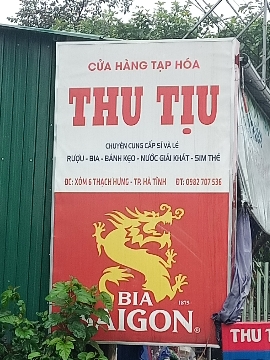 CỬA HÀNG TẠP HÓA
THU TỊU
CHUYÊN CUNG CẤP SỈ VÀ LẺ
RƯỢU - BIA - BÁNH KẸO - NƯỚC GIẢI KHÁT - SIM THẺ
ĐC: XÓM 6 THẠCH HƯNG - TP. HÀ TĨNH ĐT: 0982 707 536
BIA 1875
SAIGON ®
THU T